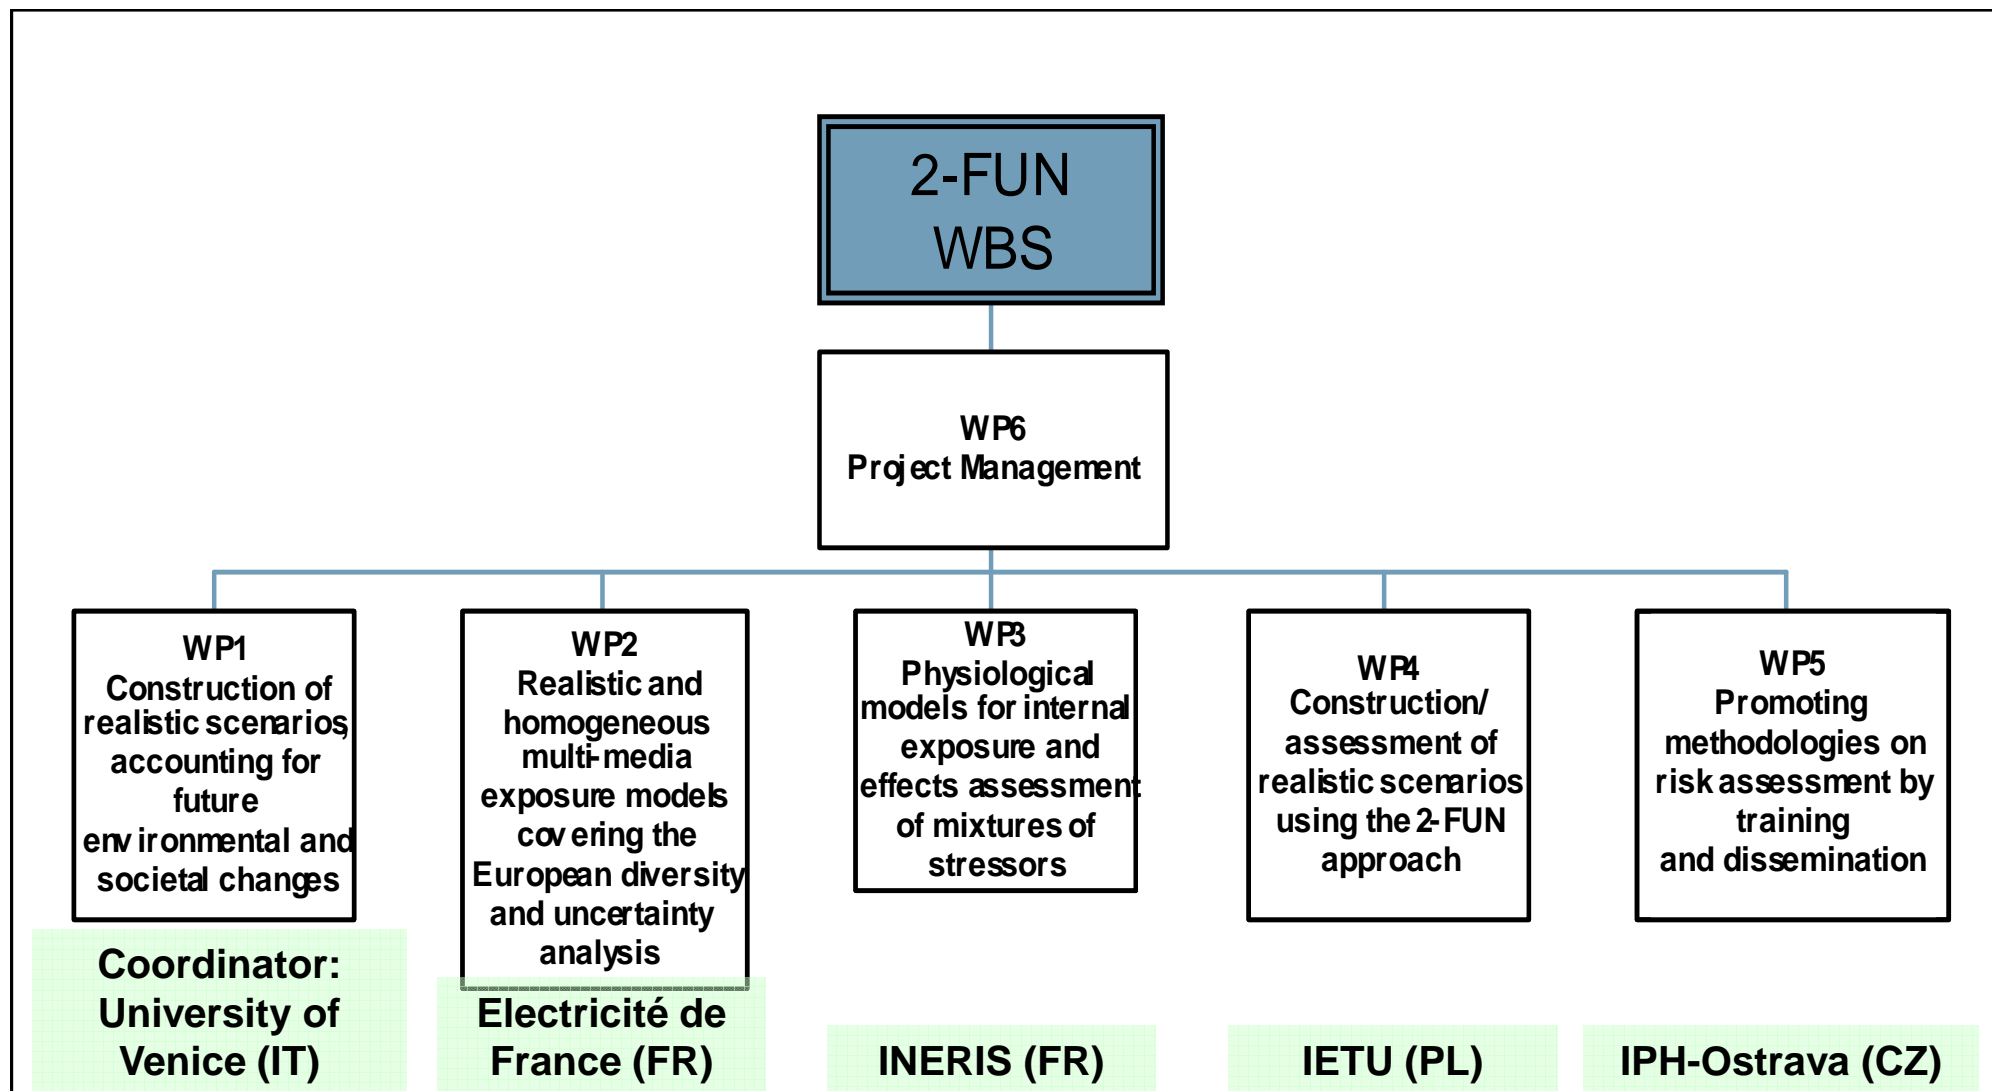 2-FUN
WBS
WP6
Project Management
WP1
Construction of
realistic scenarios,
accounting for
future
environmental and
societal changes
WP2
Realistic and
homogeneous
multi-media
exposure models
covering the
European diversity
and uncertainty
analysis
WP3
Physiological
models for internal
exposure and
effects assessment
of mixtures of
stressors
WP4
Construction/
assessment of
realistic scenarios
using the 2-FUN
approach
WP5
Promoting
methodologies on
risk assessment by
training
and dissemination
Coordinator:
University of
Venice (IT)
Electricité de
France (FR)
INERIS (FR)
IETU (PL)
IPH-Ostrava (CZ)